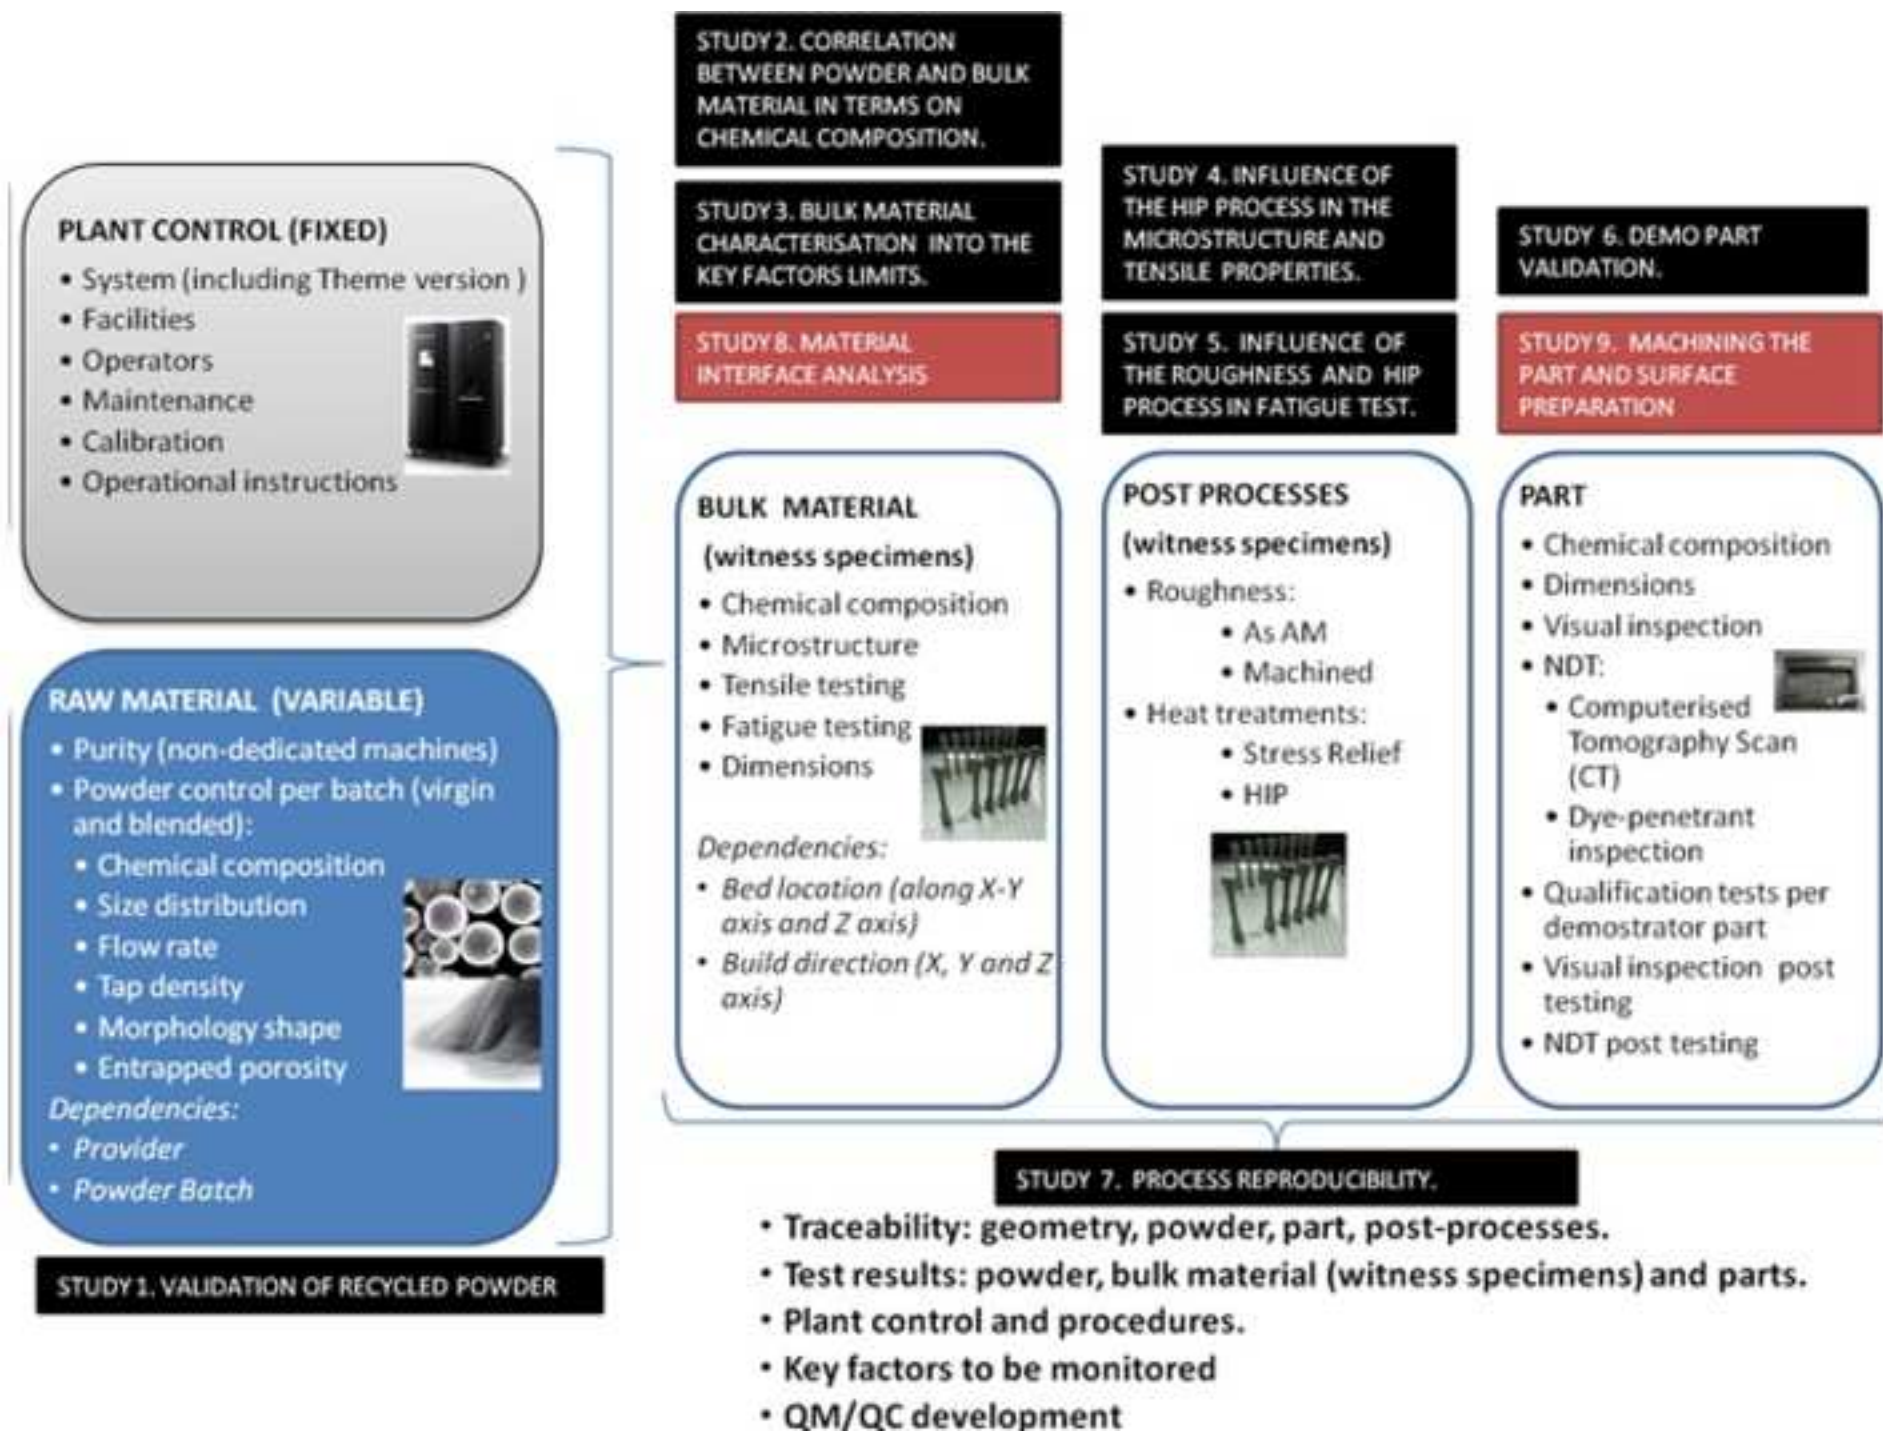 PLANT CONTROL (FIXED)
• System (including Theme version )
• Facilities
• Operators
• Maintenance
• Calibration
• Operational instructions
RAW MATERIAL (VARIABLE)
• Purity (non-dedicated machines)
• Powder control per batch (virgin
and blended):
• Chemical composition
• Size distribution
• Flow rate
• Tap density
• Morphology shape
• Entrapped porosity
Dependencies:
• Provider
• Powder Batch
STUDY 1. VALIDATION OF RECYCLED POWDER
STUDY 2. CORRELATION
BETWEEN POWDER AND BULK
MATERIAL IN TERMS ON
CHEMICAL COMPOSITION.
STUDY 3. BULK MATERIAL
CHARACTERISATION INTO THE
KEY FACTORS LIMITS.
STUDY 8. MATERIAL
INTERFACE ANALYSIS
BULK MATERIAL
(witness specimens)
• Chemical composition
• Microstructure
• Tensile testing
• Fatigue testing
• Dimensions
Dependencies:
• Bed location (along X-Y
axis and Z axis)
• Build direction (X, Y and Z
axis)
STUDY 4. INFLUENCE OF
THE HIP PROCESS IN THE
MICROSTRUCTURE AND
TENSILE PROPERTIES.
STUDY 5. INFLUENCE OF
THE ROUGHNESS AND HIP
PROCESS IN FATIGUE TEST.
POST PROCESSES
(witness specimens)
• Roughness:
• As AM
• Machined
• Heat treatments:
• Stress Relief
• HIP
STUDY 6. DEMO PART
VALIDATION.
STUDY 9. MACHINING THE
PART AND SURFACE
PREPARATION
PART
• Chemical composition
• Dimensions
• Visual inspection
• NDT:
• Computerised
Tomography Scan
(CT)
• Dye-penetrant
inspection
• Qualification tests per
demostrator part
• Visual inspection post
testing
• NDT post testing
STUDY 7. PROCESS REPRODUCIBILITY.
• Traceability: geometry, powder, part, post-processes.
• Test results: powder, bulk material (witness specimens) and parts.
• Plant control and procedures.
• Key factors to be monitored
• QM/QC development